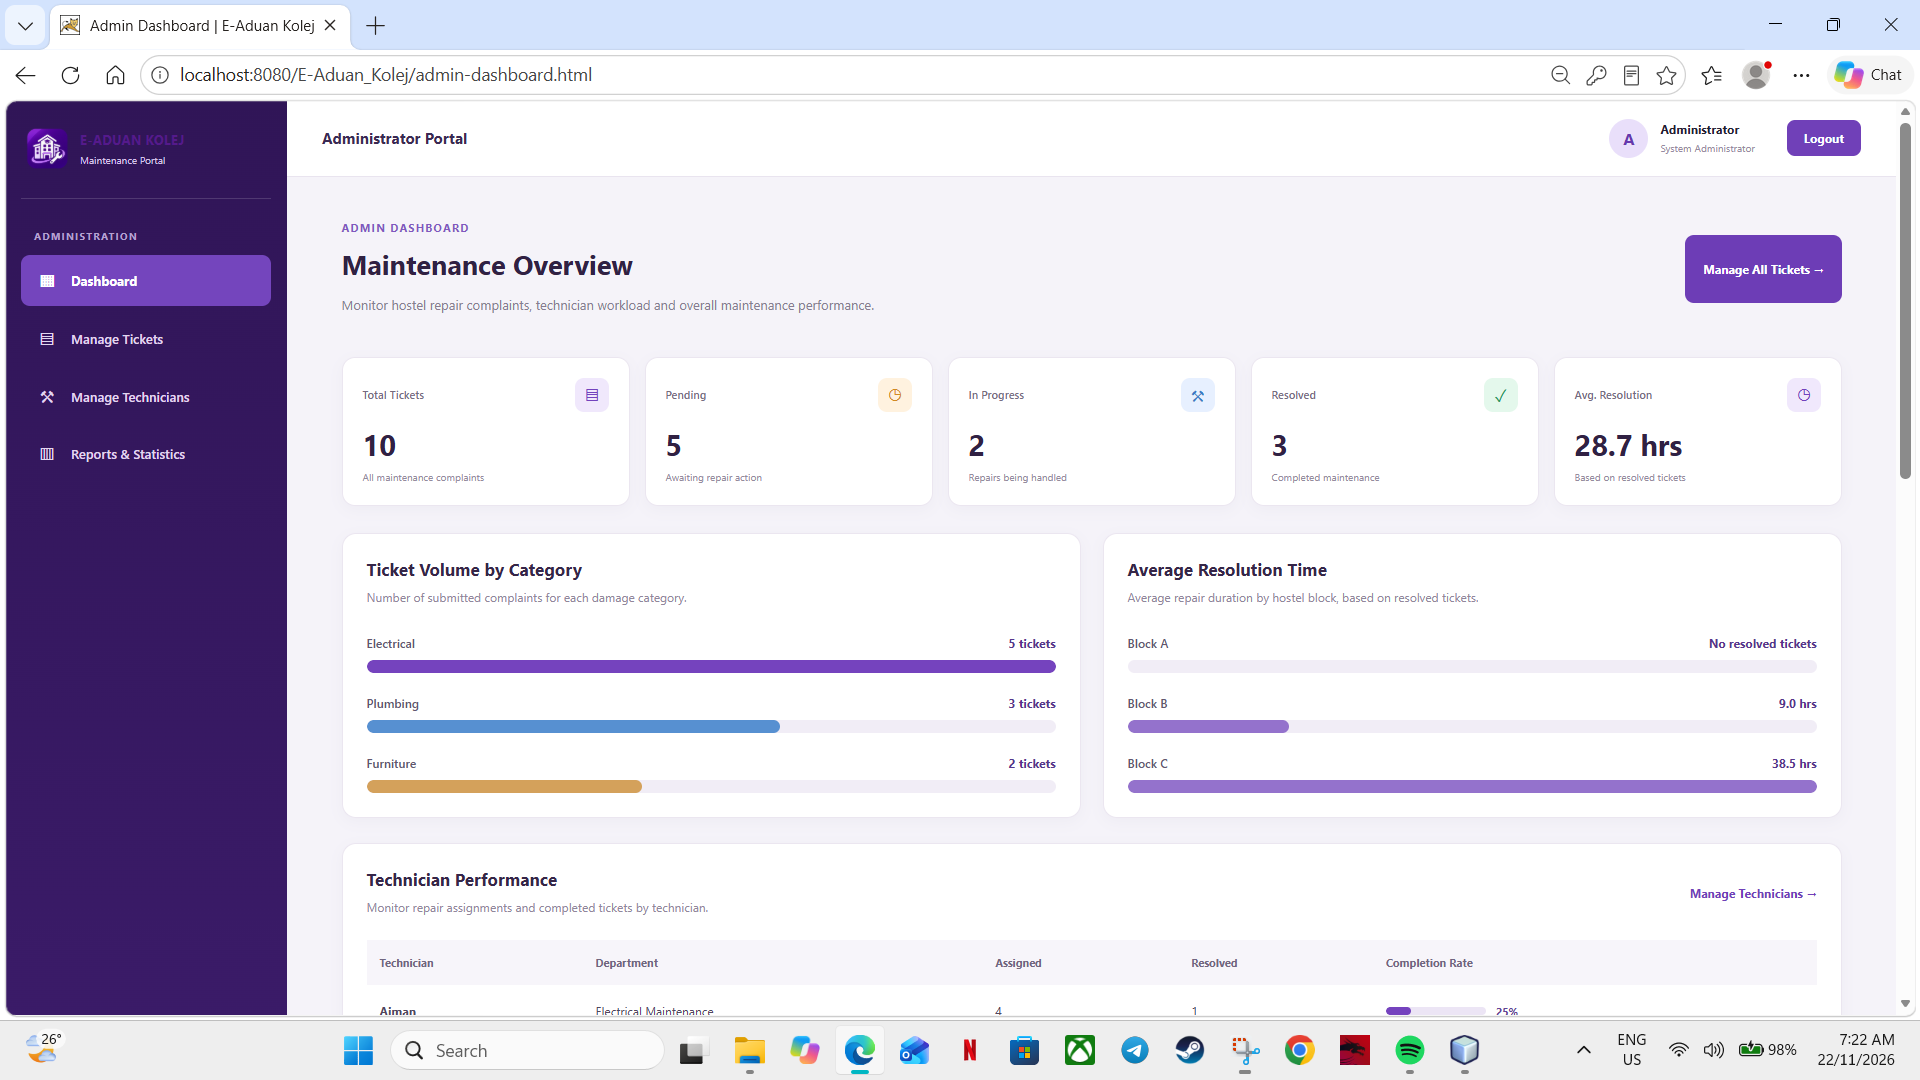 Admin Dashboard | E-Aduan Kolej
localhost:8080/E-Aduan_Kolej/admin-dashboard.html
Chat
E-ADUAN KOLEJ
Maintenance Portal
ADMINISTRATION
Dashboard
Manage Tickets
Manage Technicians
Reports & Statistics
Administrator Portal
A
Administrator
System Administrator
Logout
ADMIN DASHBOARD
Maintenance Overview
Monitor hostel repair complaints, technician workload and overall maintenance performance.
Manage All Tickets →
Total Tickets
10
All maintenance complaints
Pending
5
Awaiting repair action
In Progress
2
Repairs being handled
Resolved
3
Completed maintenance
Avg. Resolution
28.7 hrs
Based on resolved tickets
Ticket Volume by Category
Number of submitted complaints for each damage category.
Electrical 5 tickets
Plumbing 3 tickets
Furniture 2 tickets
Average Resolution Time
Average repair duration by hostel block, based on resolved tickets.
Block A No resolved tickets
Block B 9.0 hrs
Block C 38.5 hrs
Technician Performance
Monitor repair assignments and completed tickets by technician.
Manage Technicians →
Technician Department Assigned Resolved Completion Rate
Aiman Electrical Maintenance 4 1 25%
26°
Search
ENG
US
98%
7:22 AM
22/11/2026